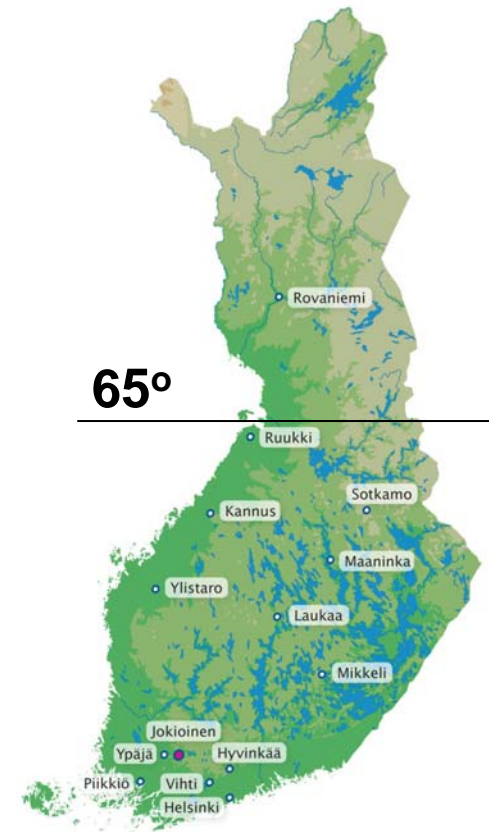 Rovaniemi
65º
Ruukki
Sotkamo
Kannus
Maaninka
Ylistaro
Laukaa
Mikkeli
Jokioinen
Ypäjä
Hyvinkää
Piikkiö
Vihti
Helsinki